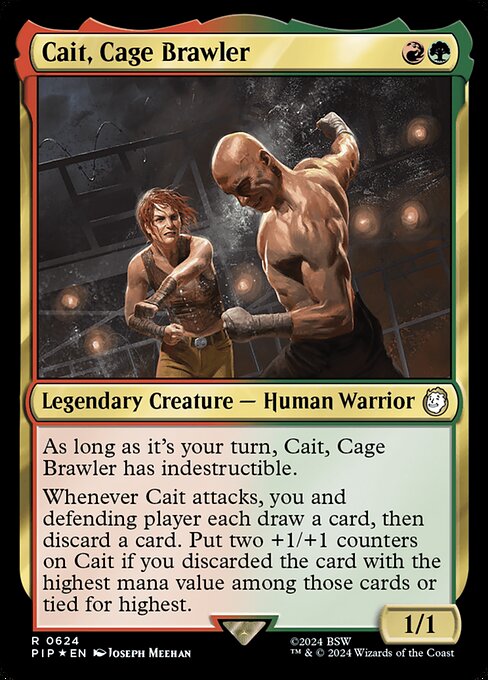 Cait, Cage Brawler
Legendary Creature — Human Warrior
As long as it's your turn, Cait, Cage
Brawler has indestructible.
Whenever Cait attacks, you and
defending player each draw a card, then
discard a card. Put two +1/+1 counters
on Cait if you discarded the card with the
highest mana value among those cards or
tied for highest.
1/1
R 0624
PIP★EN Joseph Meehan
©2024 BSW
™ & © 2024 Wizards of the Coast